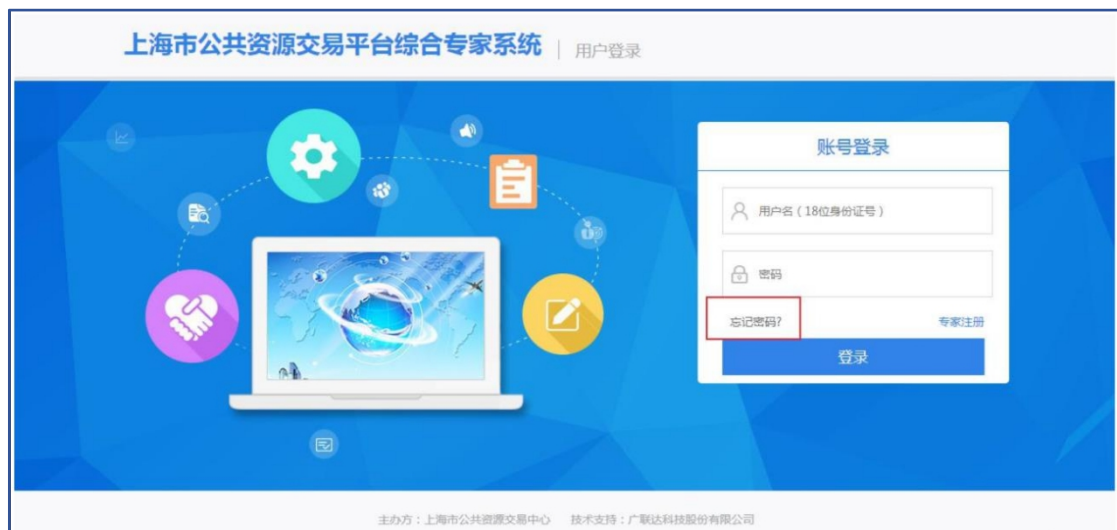 上海市公共资源交易平台综合专家系统 | 用户登录
账号登录
用户名（18位身份证号）
密码
忘记密码? 专家注册
登录
主办方：上海市公共资源交易中心 技术支持：广联达科技股份有限公司